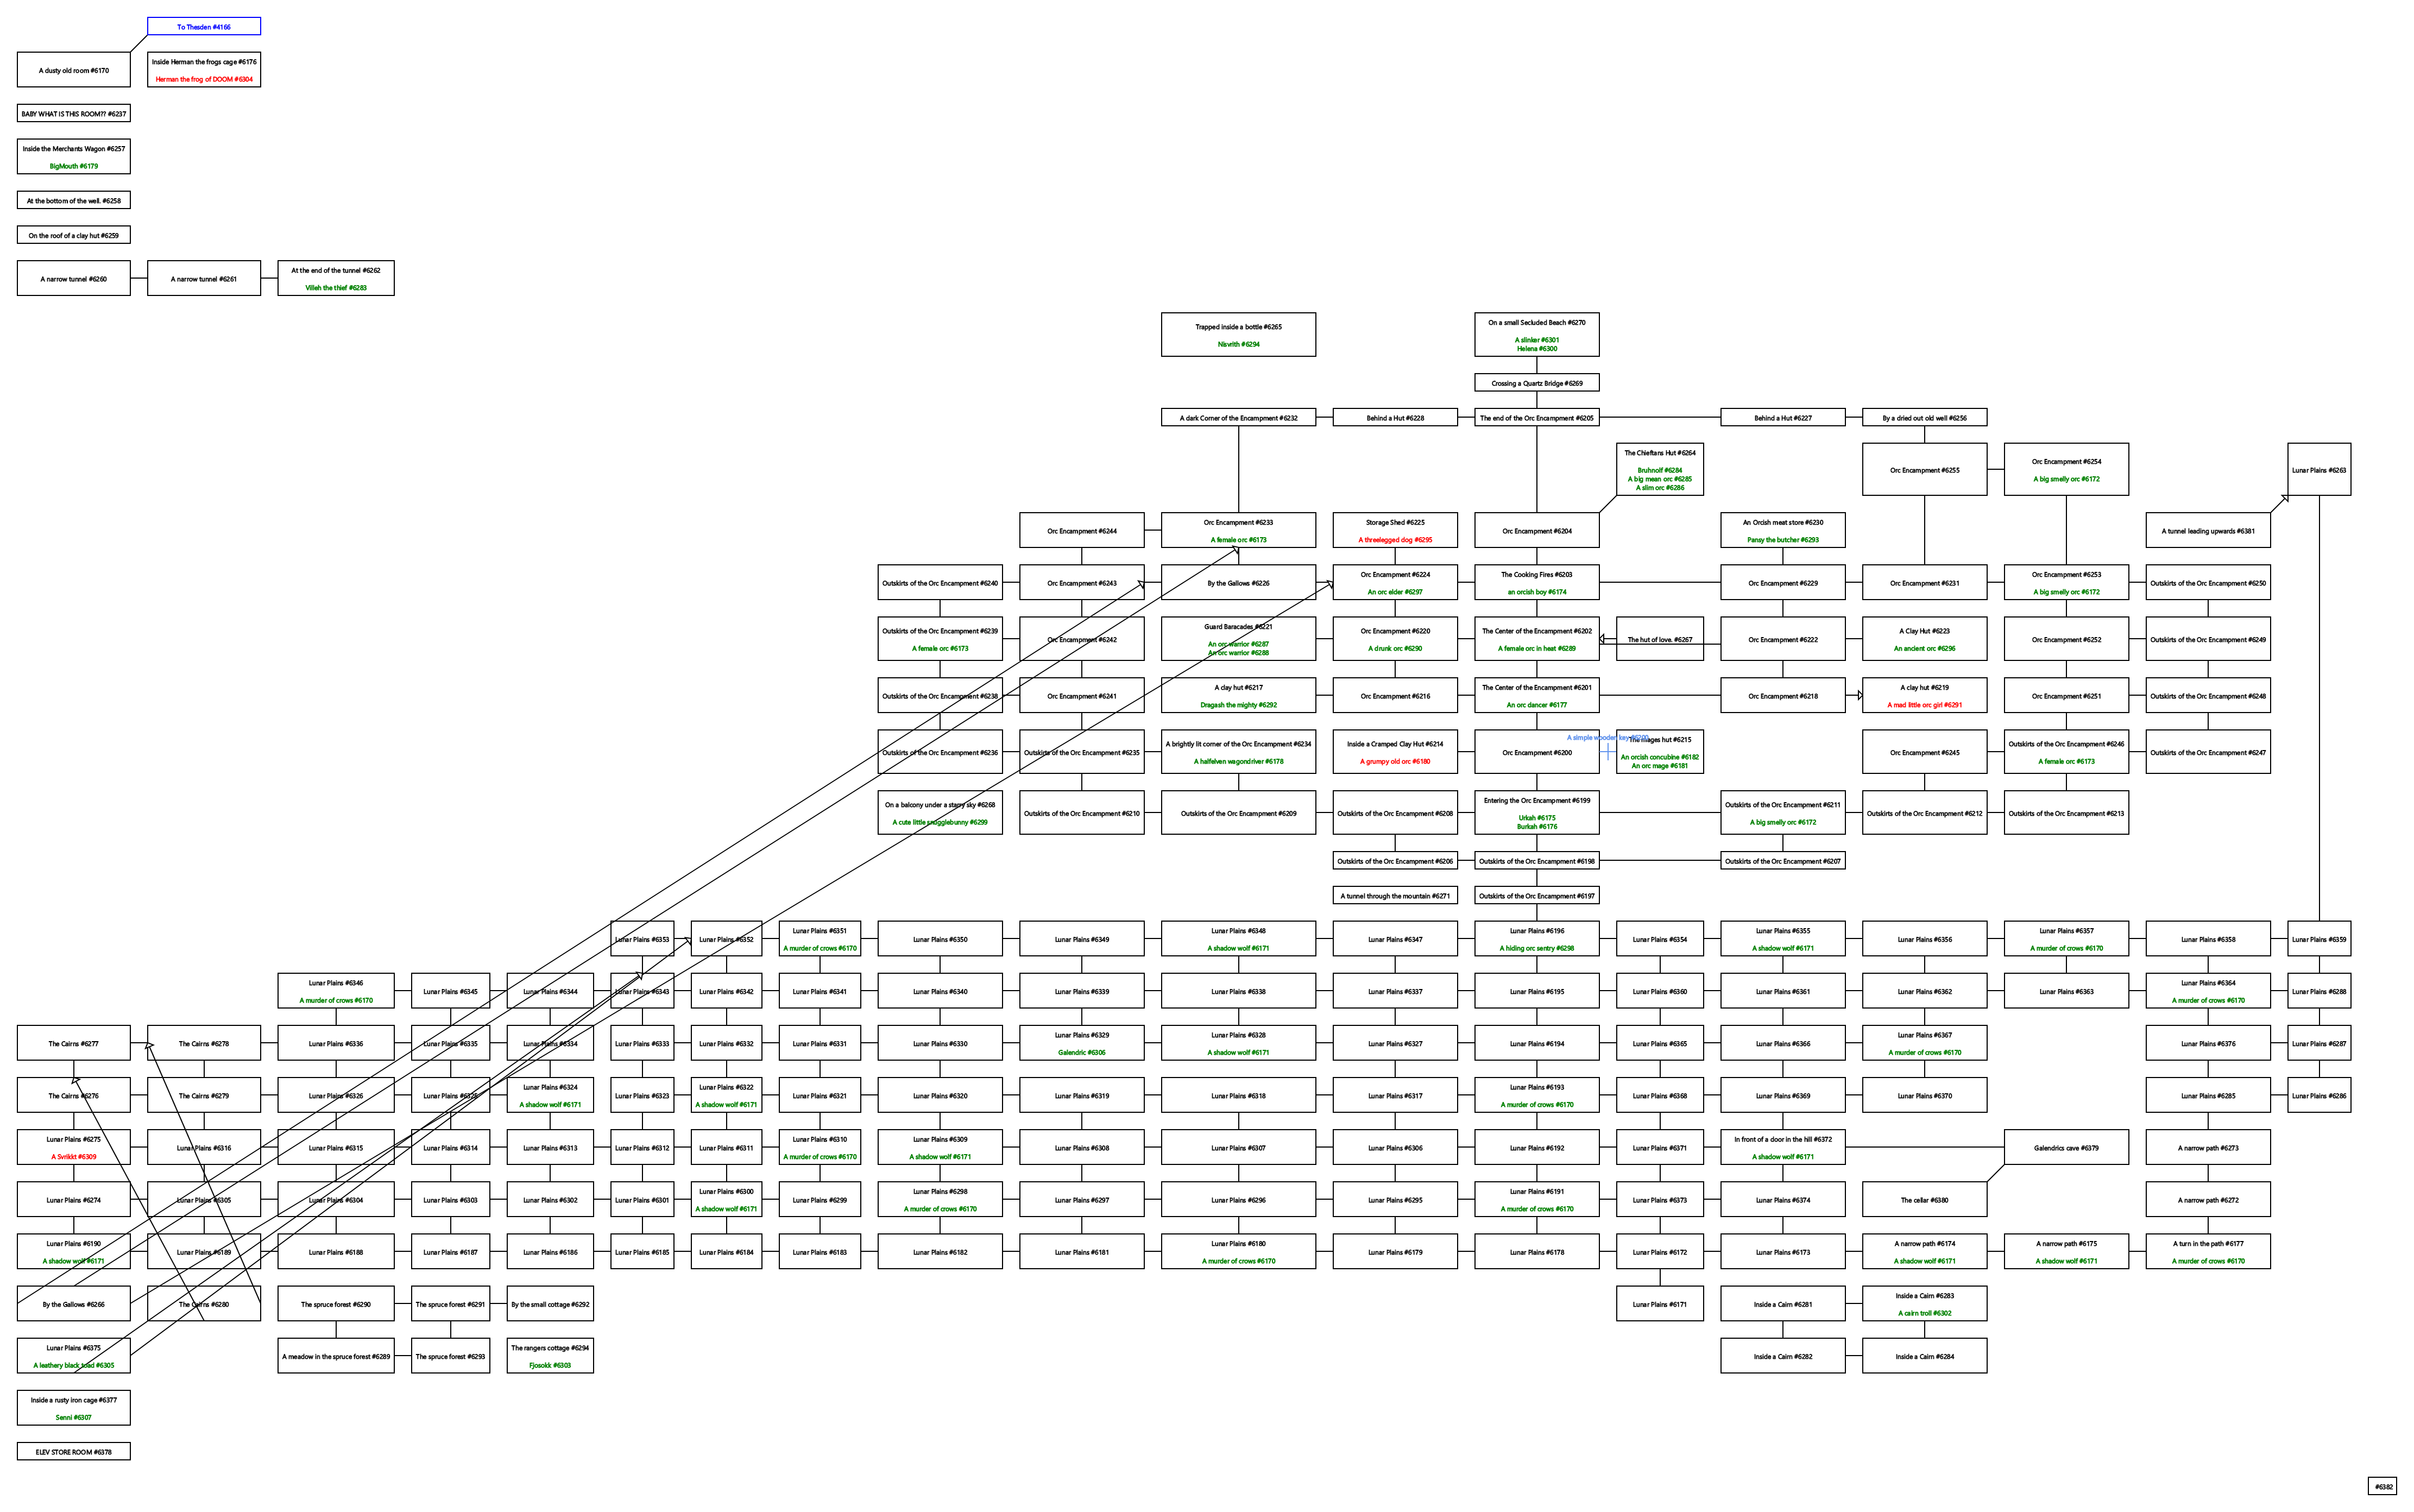 To Thesden #4166
A dusty old room #6170
Inside Herman the frogs cage #6176
Herman the frog of DOOM #6304
BABY WHAT IS THIS ROOM?? #6237
Inside the Merchants Wagon #6257
BigMouth #6179
At the bottom of the well. #6258
On the roof of a clay hut #6259
A narrow tunnel #6260
A narrow tunnel #6261
At the end of the tunnel #6262
Villeh the thief #6283
Trapped inside a bottle #6265
Nisvrith #6294
On a small Secluded Beach #6270
A slinker #6301
Helena #6300
Crossing a Quartz Bridge #6269
A dark Corner of the Encampment #6232
Behind a Hut #6228
The end of the Orc Encampment #6205
Behind a Hut #6227
By a dried out old well #6256
The Chieftans Hut #6264
Bruhnolf #6284
A big mean orc #6285
A slim orc #6286
Orc Encampment #6255
Orc Encampment #6254
A big smelly orc #6172
Lunar Plains #6263
Orc Encampment #6244
Orc Encampment #6233
A female orc #6173
Storage Shed #6225
A threelegged dog #6295
Orc Encampment #6204
An Orcish meat store #6230
Pansy the butcher #6293
A tunnel leading upwards #6381
Outskirts of the Orc Encampment #6240
Orc Encampment #6243
By the Gallows #6226
Orc Encampment #6224
An orc elder #6297
The Cooking Fires #6203
an orcish boy #6174
Orc Encampment #6229
Orc Encampment #6231
Orc Encampment #6253
A big smelly orc #6172
Outskirts of the Orc Encampment #6250
Outskirts of the Orc Encampment #6239
A female orc #6173
Orc Encampment #6242
Guard Baracades #6221
An orc warrior #6287
An orc warrior #6288
Orc Encampment #6220
A drunk orc #6290
The Center of the Encampment #6202
A female orc in heat #6289
The hut of love. #6267
Orc Encampment #6222
A Clay Hut #6223
An ancient orc #6296
Orc Encampment #6252
Outskirts of the Orc Encampment #6249
Outskirts of the Orc Encampment #6238
Orc Encampment #6241
A clay hut #6217
Dragash the mighty #6292
Orc Encampment #6216
The Center of the Encampment #6201
An orc dancer #6177
Orc Encampment #6218
A clay hut #6219
A mad little orc girl #6291
Orc Encampment #6251
Outskirts of the Orc Encampment #6248
Outskirts of the Orc Encampment #6236
Outskirts of the Orc Encampment #6235
A brightly lit corner of the Orc Encampment #6234
A halfelven wagondriver #6178
Inside a Cramped Clay Hut #6214
A grumpy old orc #6180
Orc Encampment #6200
A simple wooden key #6200
The mages hut #6215
An orcish concubine #6182
An orc mage #6181
Orc Encampment #6245
Outskirts of the Orc Encampment #6246
A female orc #6173
Outskirts of the Orc Encampment #6247
On a balcony under a starry sky #6268
A cute little snugglebunny #6299
Outskirts of the Orc Encampment #6210
Outskirts of the Orc Encampment #6209
Outskirts of the Orc Encampment #6208
Entering the Orc Encampment #6199
Urkah #6175
Burkah #6176
Outskirts of the Orc Encampment #6211
A big smelly orc #6172
Outskirts of the Orc Encampment #6212
Outskirts of the Orc Encampment #6213
Outskirts of the Orc Encampment #6206
Outskirts of the Orc Encampment #6198
Outskirts of the Orc Encampment #6207
A tunnel through the mountain #6271
Outskirts of the Orc Encampment #6197
Lunar Plains #6353
Lunar Plains #6352
Lunar Plains #6351
A murder of crows #6170
Lunar Plains #6350
Lunar Plains #6349
Lunar Plains #6348
A shadow wolf #6171
Lunar Plains #6347
Lunar Plains #6196
A hiding orc sentry #6298
Lunar Plains #6354
Lunar Plains #6355
A shadow wolf #6171
Lunar Plains #6356
Lunar Plains #6357
A murder of crows #6170
Lunar Plains #6358
Lunar Plains #6359
Lunar Plains #6346
A murder of crows #6170
Lunar Plains #6345
Lunar Plains #6344
Lunar Plains #6343
Lunar Plains #6342
Lunar Plains #6341
Lunar Plains #6340
Lunar Plains #6339
Lunar Plains #6338
Lunar Plains #6337
Lunar Plains #6195
Lunar Plains #6360
Lunar Plains #6361
Lunar Plains #6362
Lunar Plains #6363
Lunar Plains #6364
A murder of crows #6170
Lunar Plains #6288
The Cairns #6277
The Cairns #6278
Lunar Plains #6336
Lunar Plains #6335
Lunar Plains #6334
Lunar Plains #6333
Lunar Plains #6332
Lunar Plains #6331
Lunar Plains #6330
Lunar Plains #6329
Galendric #6306
Lunar Plains #6328
A shadow wolf #6171
Lunar Plains #6327
Lunar Plains #6194
Lunar Plains #6365
Lunar Plains #6366
Lunar Plains #6367
A murder of crows #6170
Lunar Plains #6376
Lunar Plains #6287
The Cairns #6276
The Cairns #6279
Lunar Plains #6326
Lunar Plains #6325
Lunar Plains #6324
A shadow wolf #6171
Lunar Plains #6323
Lunar Plains #6322
A shadow wolf #6171
Lunar Plains #6321
Lunar Plains #6320
Lunar Plains #6319
Lunar Plains #6318
Lunar Plains #6317
Lunar Plains #6193
A murder of crows #6170
Lunar Plains #6368
Lunar Plains #6369
Lunar Plains #6370
Lunar Plains #6285
Lunar Plains #6286
Lunar Plains #6275
A Svrikkt #6309
Lunar Plains #6316
Lunar Plains #6315
Lunar Plains #6314
Lunar Plains #6313
Lunar Plains #6312
Lunar Plains #6311
Lunar Plains #6310
A murder of crows #6170
Lunar Plains #6309
A shadow wolf #6171
Lunar Plains #6308
Lunar Plains #6307
Lunar Plains #6306
Lunar Plains #6192
Lunar Plains #6371
In front of a door in the hill #6372
A shadow wolf #6171
Galendrics cave #6379
A narrow path #6273
Lunar Plains #6274
Lunar Plains #6305
Lunar Plains #6304
Lunar Plains #6303
Lunar Plains #6302
Lunar Plains #6301
Lunar Plains #6300
A shadow wolf #6171
Lunar Plains #6299
Lunar Plains #6298
A murder of crows #6170
Lunar Plains #6297
Lunar Plains #6296
Lunar Plains #6295
Lunar Plains #6191
A murder of crows #6170
Lunar Plains #6373
Lunar Plains #6374
The cellar #6380
A narrow path #6272
Lunar Plains #6190
A shadow wolf #6171
Lunar Plains #6189
Lunar Plains #6188
Lunar Plains #6187
Lunar Plains #6186
Lunar Plains #6185
Lunar Plains #6184
Lunar Plains #6183
Lunar Plains #6182
Lunar Plains #6181
Lunar Plains #6180
A murder of crows #6170
Lunar Plains #6179
Lunar Plains #6178
Lunar Plains #6172
Lunar Plains #6173
A narrow path #6174
A shadow wolf #6171
A narrow path #6175
A shadow wolf #6171
A turn in the path #6177
A murder of crows #6170
By the Gallows #6266
The Cairns #6280
The spruce forest #6290
The spruce forest #6291
By the small cottage #6292
Lunar Plains #6171
Inside a Cairn #6281
Inside a Cairn #6283
A cairn troll #6302
Lunar Plains #6375
A leathery black toad #6305
A meadow in the spruce forest #6289
The spruce forest #6293
The rangers cottage #6294
Fjosokk #6303
Inside a Cairn #6282
Inside a Cairn #6284
Inside a rusty iron cage #6377
Senni #6307
ELEV STORE ROOM #6378
#6382